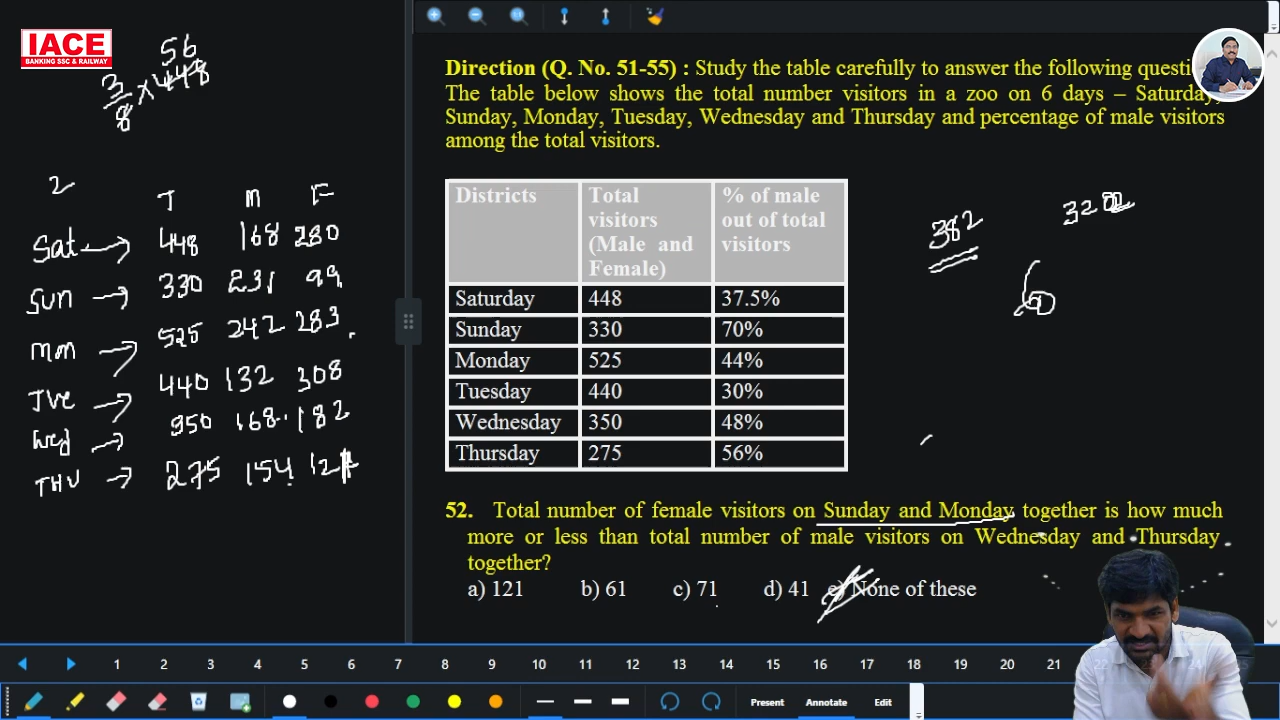 IACE
BANKING SSC & RAILWAY
56
3/8 × 448
2
T M F
Sat → 448 168 280
Sun → 330 231 99
Mon → 525 242 283
Tue → 440 132 308
Wed → 350 168 182
THU → 275 154 121
Direction (Q. No. 51-55) : Study the table carefully to answer the following
The table below shows the total number visitors in a zoo on 6 days – Saturday,
Sunday, Monday, Tuesday, Wednesday and Thursday and percentage of male visitors
among the total visitors.
Districts Total visitors (Male and Female) % of male out of total visitors
Saturday 448 37.5%
Sunday 330 70%
Monday 525 44%
Tuesday 440 30%
Wednesday 350 48%
Thursday 275 56%
382
52. Total number of female visitors on Sunday and Monday together is how much
more or less than total number of male visitors on Wednesday and Thursday
together?
a) 121 b) 61 c) 71 d) 41 e) None of these
1 2 3 4 5 6 7 8 9 10 11 12 13 14 15 16 17 18 19 20 21
Present Annotate Edit